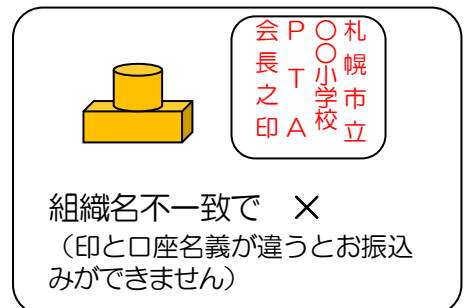 札幌市立
〇〇小学校
PTA
会長之印
組織名不一致で ×
（印と口座名義が違うとお振込
みができません）